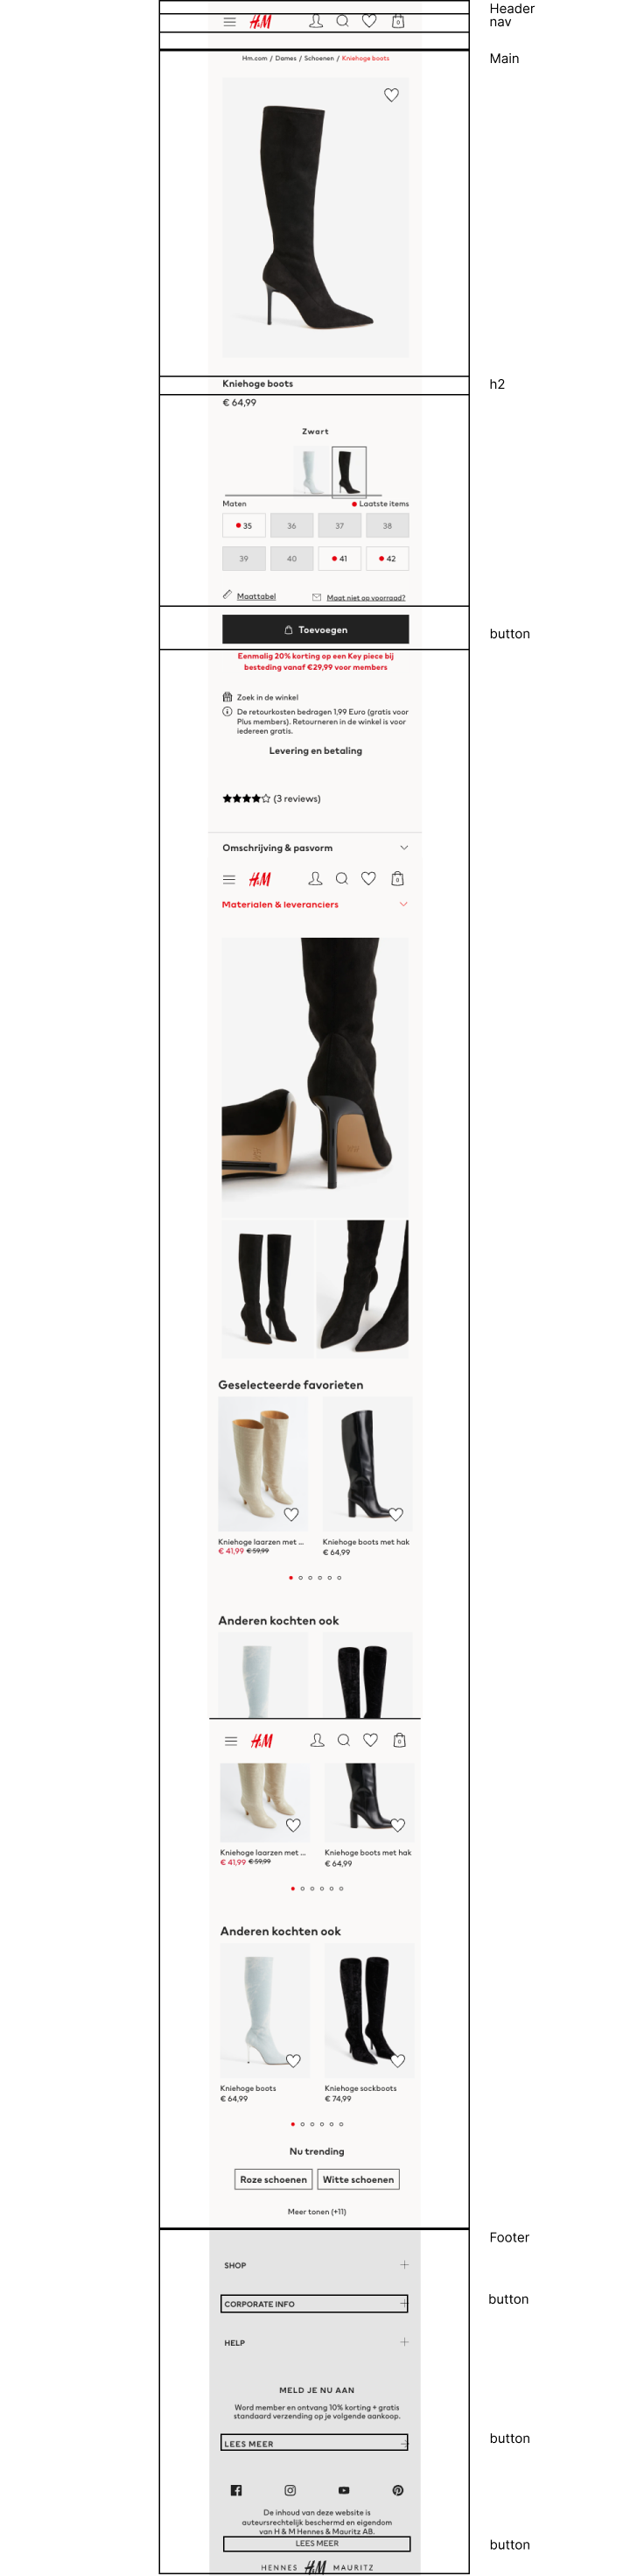 Header
nav
H&M
0
Main
Hm.com / Dames / Schoenen / Kniehoge boots
h2
Kniehoge boots
€ 64,99
Zwart
Maten Laatste items
35 36 37 38
39 40 41 42
Maattabel Maat niet op voorraad?
button
Toevoegen
Eenmalig 20% korting op een Key piece bij
besteding vanaf €29,99 voor members
Zoek in de winkel
De retourkosten bedragen 1,99 Euro (gratis voor
Plus members). Retourneren in de winkel is voor
iedereen gratis.
Levering en betaling
(3 reviews)
Omschrijving & pasvorm
H&M
0
Materialen & leveranciers
Geselecteerde favorieten
Kniehoge laarzen met ... Kniehoge boots met hak
€ 41,99 € 59,99 € 64,99
Anderen kochten ook
H&M
0
Kniehoge laarzen met ... Kniehoge boots met hak
€ 41,99 € 59,99 € 64,99
Anderen kochten ook
Kniehoge boots Kniehoge sockboots
€ 64,99 € 74,99
Nu trending
Roze schoenen Witte schoenen
Meer tonen (+11)
Footer
SHOP
button
CORPORATE INFO
HELP
MELD JE NU AAN
Word member en ontvang 10% korting + gratis
standaard verzending op je volgende aankoop.
button
LEES MEER
De inhoud van deze website is
auteursrechtelijk beschermd en eigendom
van H & M Hennes & Mauritz AB.
button
LEES MEER
HENNES H&M MAURITZ